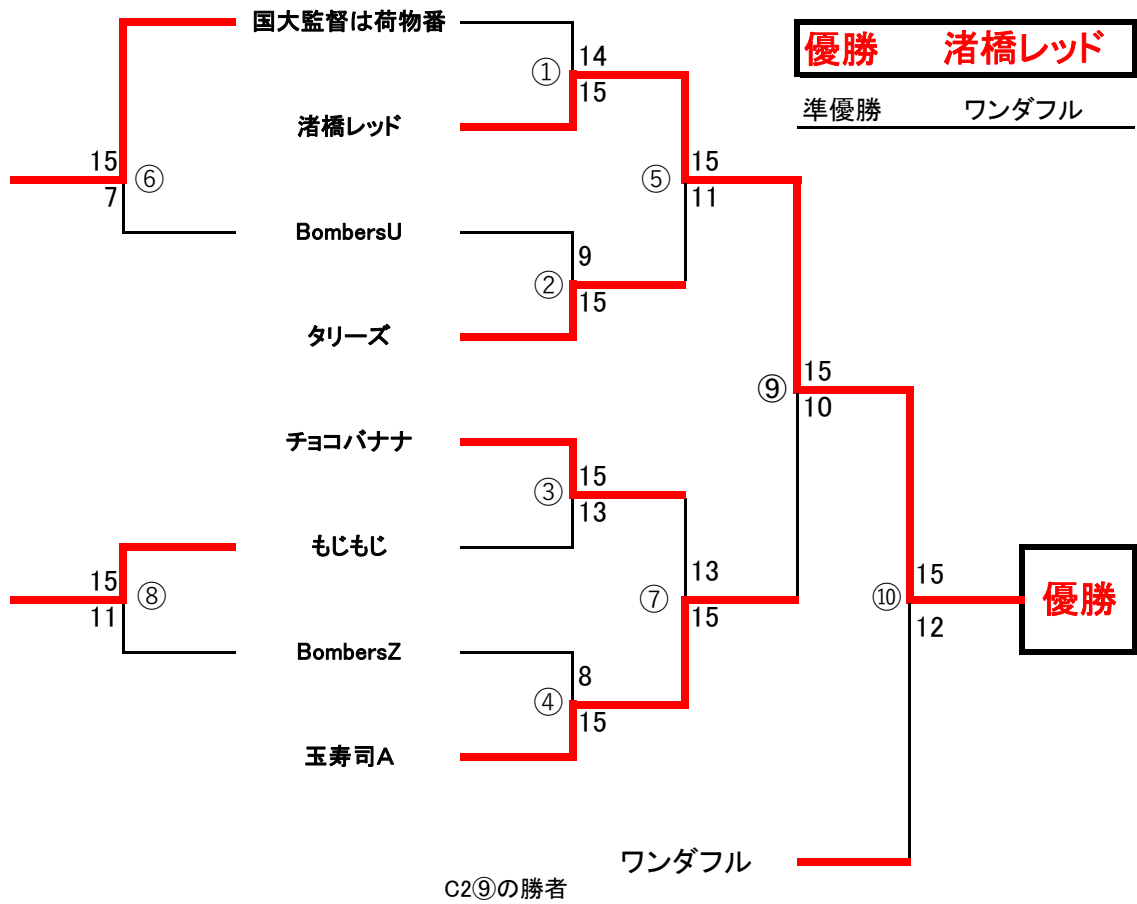 国大監督は荷物番
優勝 渚橋レッド
14
①
15
準優勝 ワンダフル
渚橋レッド
15
⑥
7
15
⑤
11
BombersU
9
②
15
タリーズ
15
⑨
10
チョコバナナ
15
③
13
もじもじ
15
⑧
11
13
⑦
15
15
⑩
12
優勝
BombersZ
8
④
15
玉寿司A
ワンダフル
C2⑨の勝者